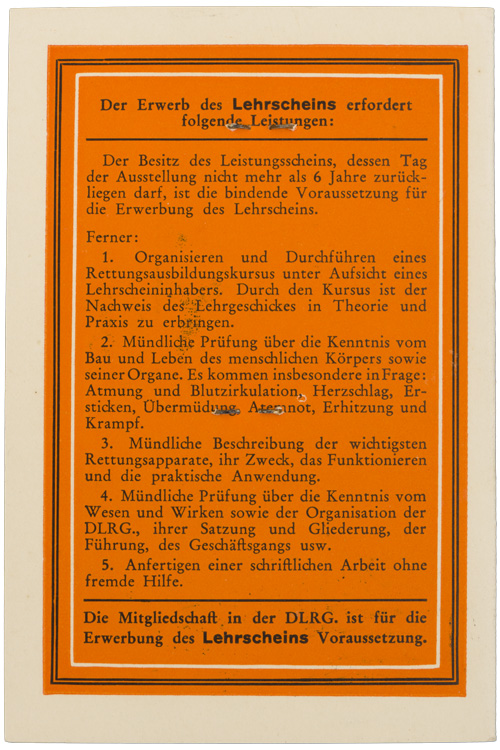 Der Erwerb des Lehrscheins erfordert
folgende Leistungen:
Der Besitz des Leistungsscheins, dessen Tag
der Ausstellung nicht mehr als 6 Jahre zurück-
liegen darf, ist die bindende Voraussetzung für
die Erwerbung des Lehrscheins.
Ferner:
1. Organisieren und Durchführen eines
Rettungsausbildungskursus unter Aufsicht eines
Lehrscheininhabers. Durch den Kursus ist der
Nachweis des Lehrgeschickes in Theorie und
Praxis zu erbringen.
2. Mündliche Prüfung über die Kenntnis vom
Bau und Leben des menschlichen Körpers sowie
seiner Organe. Es kommen insbesondere in Frage:
Atmung und Blutzirkulation, Herzschlag, Er-
sticken, Übermüdung, Atemnot, Erhitzung und
Krampf.
3. Mündliche Beschreibung der wichtigsten
Rettungsapparate, ihr Zweck, das Funktionieren
und die praktische Anwendung.
4. Mündliche Prüfung über die Kenntnis vom
Wesen und Wirken sowie der Organisation der
DLRG., ihrer Satzung und Gliederung, der
Führung, des Geschäftsgangs usw.
5. Anfertigen einer schriftlichen Arbeit ohne
fremde Hilfe.
Die Mitgliedschaft in der DLRG. ist für die
Erwerbung des Lehrscheins Voraussetzung.